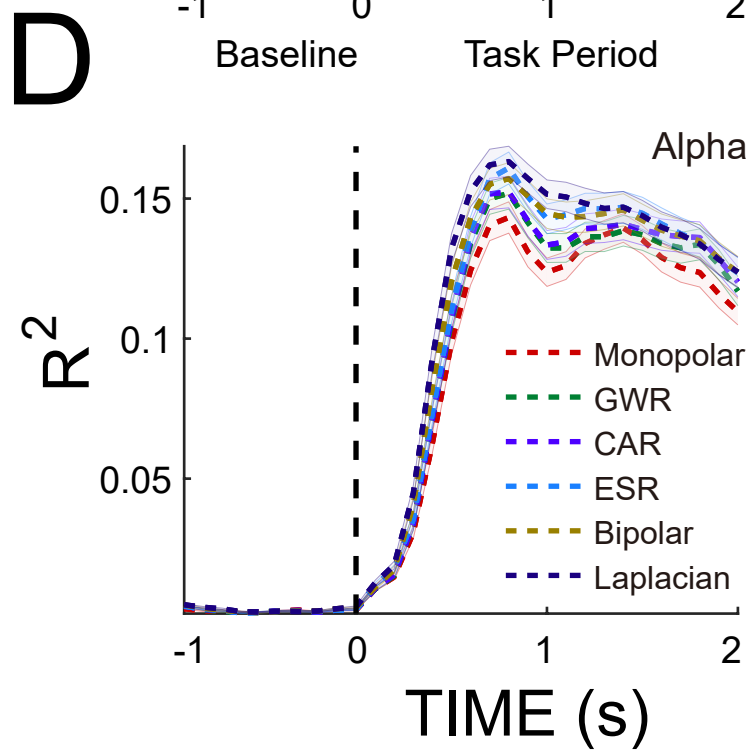 -1 0 1 2
D
Baseline Task Period
Alpha
0.15
0.1
0.05
R²
Monopolar
GWR
CAR
ESR
Bipolar
Laplacian
-1 0 1 2
TIME (s)